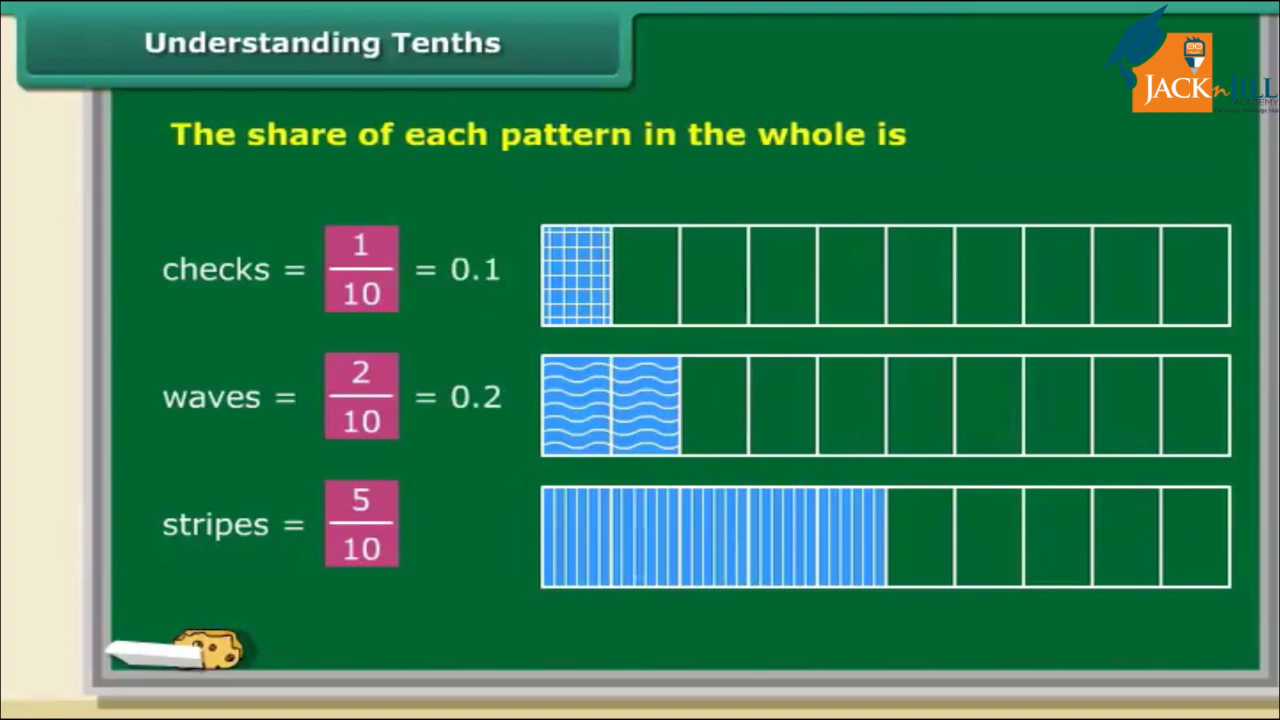 Understanding Tenths
JACK n JILL
ACADEMY
The share of each pattern in the whole is
checks = 1/10 = 0.1
waves = 2/10 = 0.2
stripes = 5/10